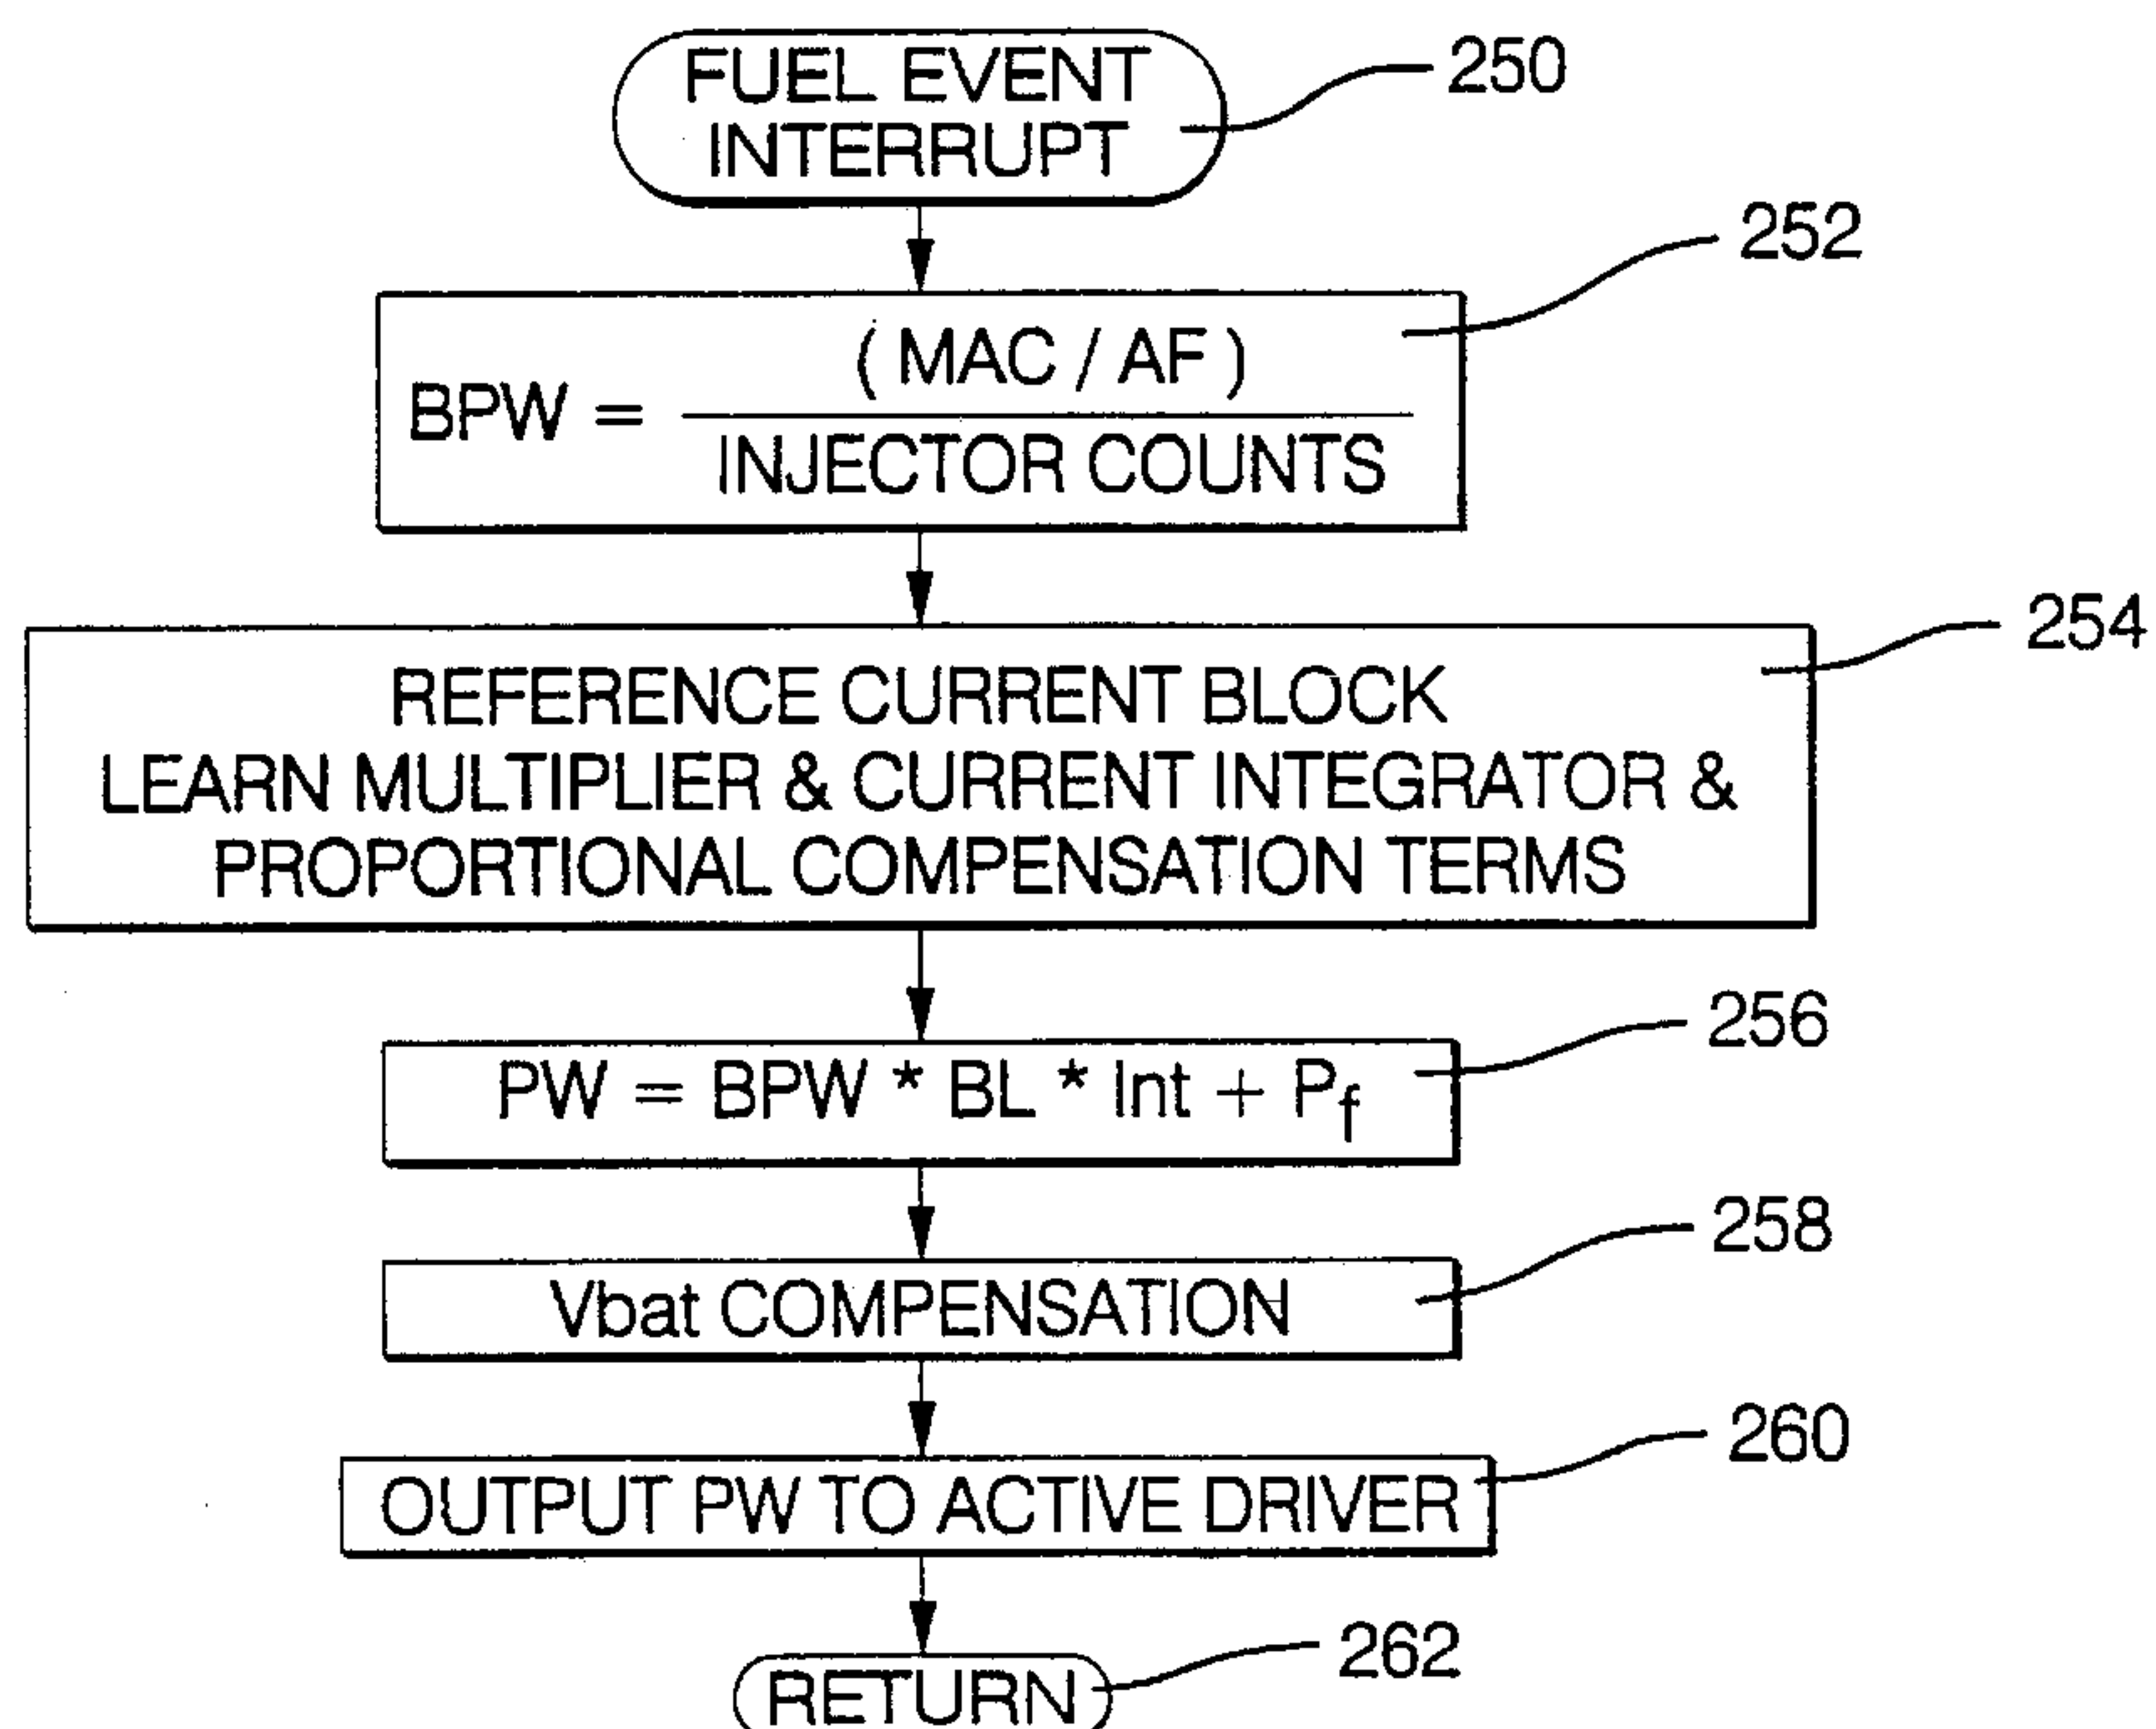 FUEL EVENT
INTERRUPT
250
252
( MAC / AF )
BPW =
INJECTOR COUNTS
254
REFERENCE CURRENT BLOCK
LEARN MULTIPLIER & CURRENT INTEGRATOR &
PROPORTIONAL COMPENSATION TERMS
256
PW = BPW * BL * Int + Pf
258
Vbat COMPENSATION
260
OUTPUT PW TO ACTIVE DRIVER
262
RETURN